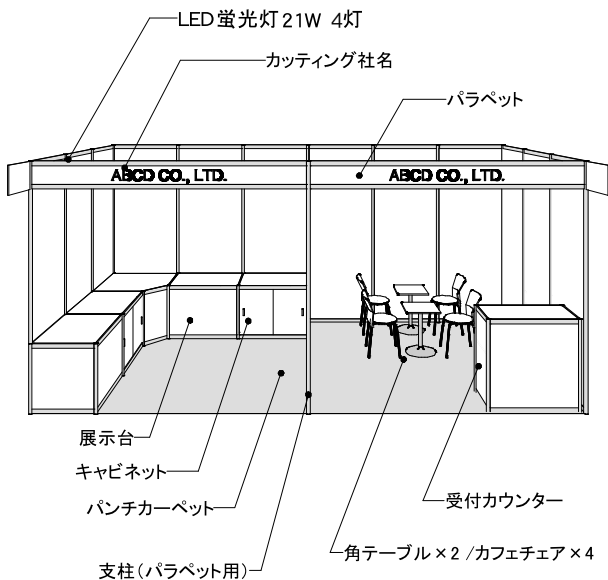 LED蛍光灯 21W 4灯
カッティング社名
パラペット
ABCD CO., LTD.
ABCD CO., LTD.
展示台
キャビネット
パンチカーペット
支柱(パラペット用)
受付カウンター
角テーブル×2 /カフェチェア×4